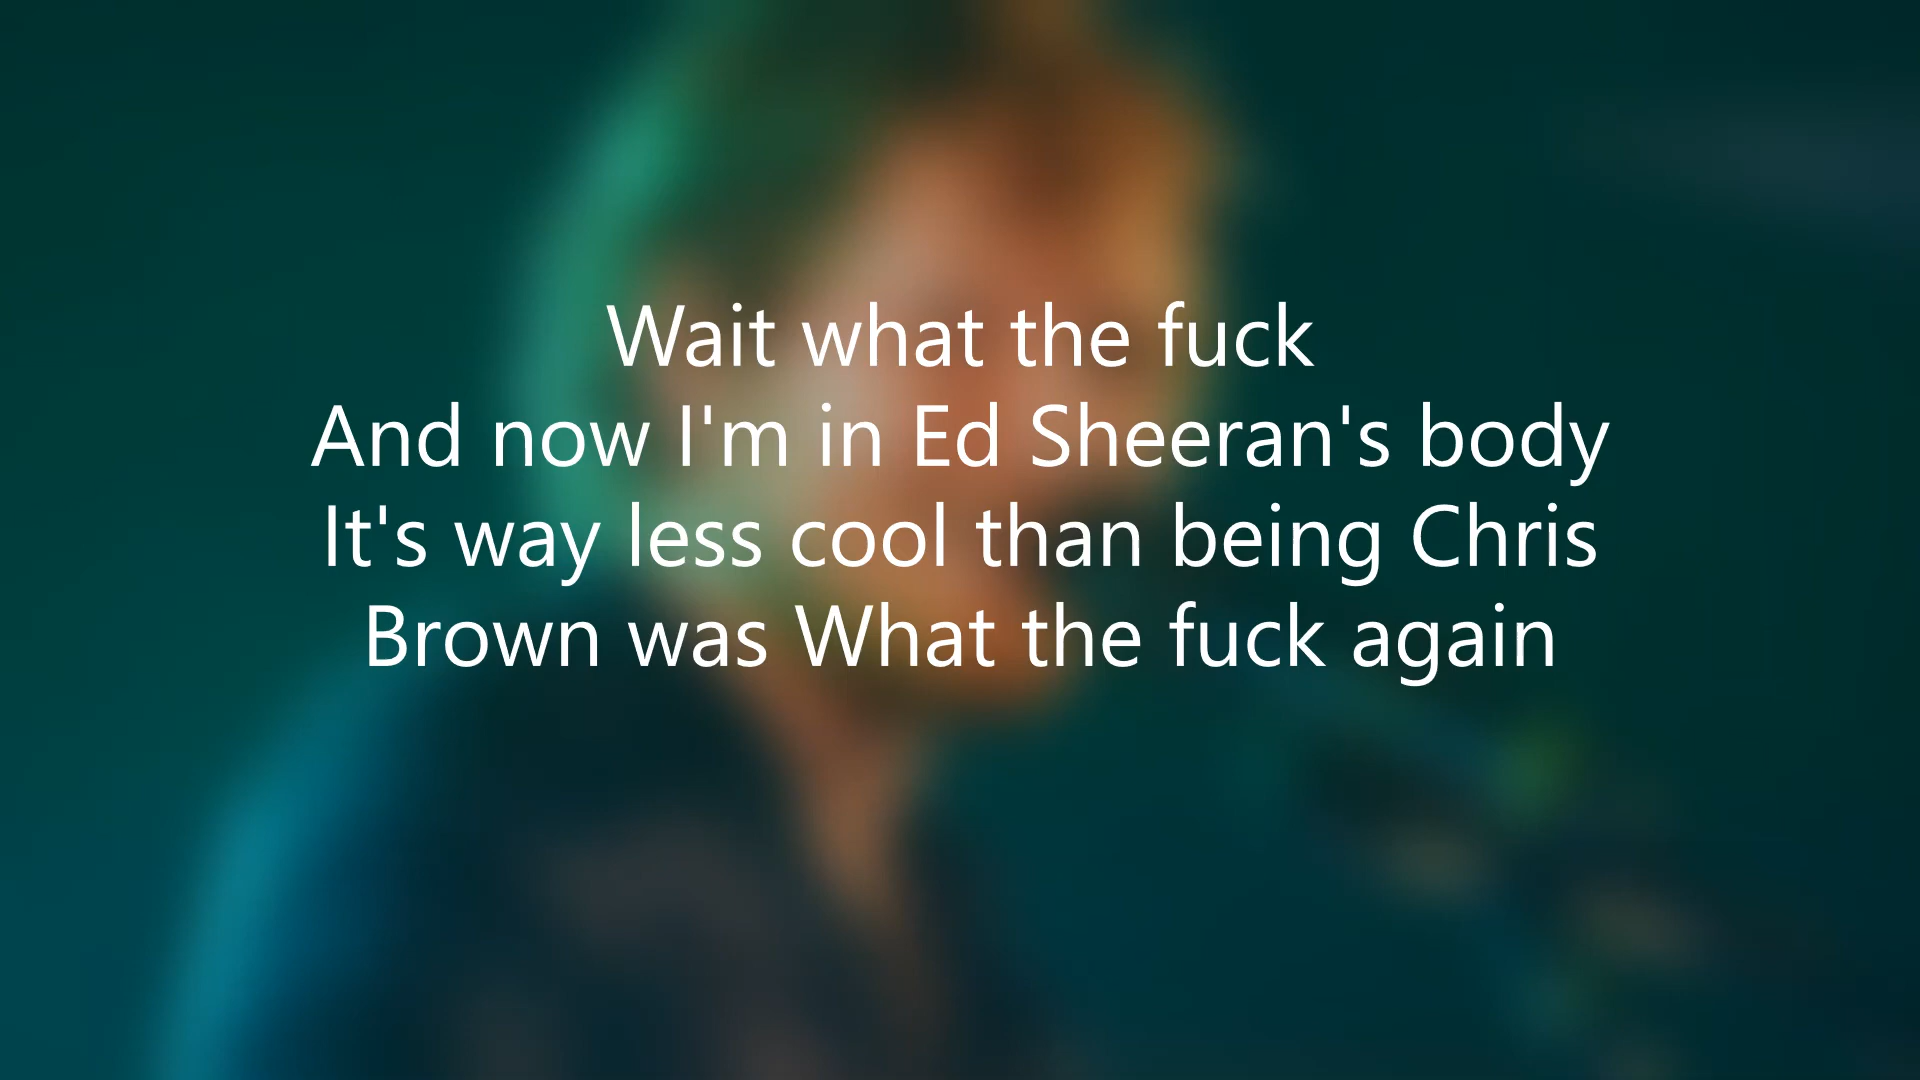 Wait what the fuck
And now I'm in Ed Sheeran's body
It's way less cool than being Chris
Brown was What the fuck again